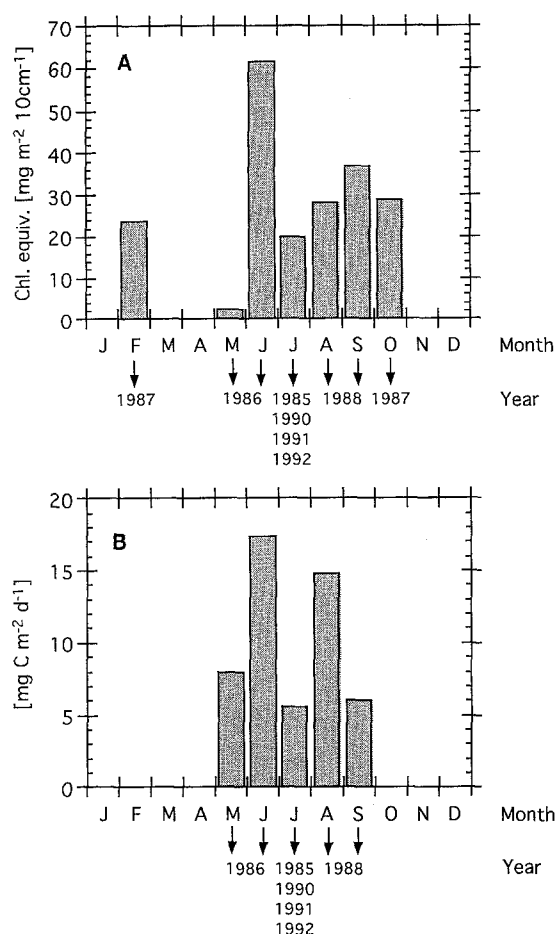 70
60
50
40
30
20
10
0
A
Chl. equiv. [mg m-2 10cm-1]
J F M A M J J A S O N D Month
1987 1986 1985 1988 1987 Year
1990
1991
1992
20
15
10
5
0
B
[mg C m-2 d-1]
J F M A M J J A S O N D Month
1986 1985 1988 Year
1990
1991
1992